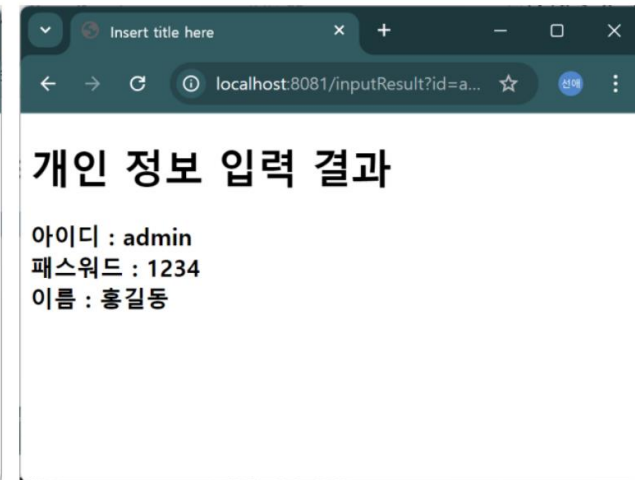 Insert title here
localhost:8081/inputResult?id=a...
선애
개인 정보 입력 결과
아이디 : admin
패스워드 : 1234
이름 : 홍길동